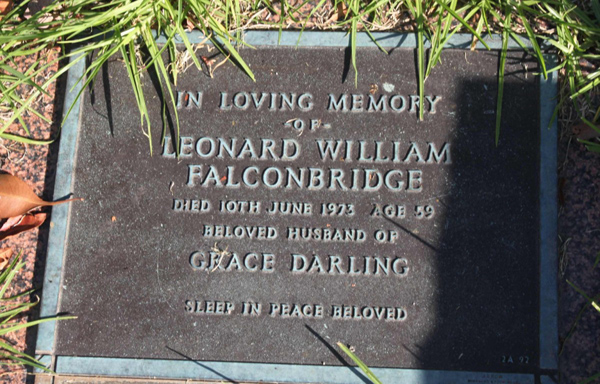 IN LOVING MEMORY
-OF-
LEONARD WILLIAM
FALCONBRIDGE
DIED 10TH JUNE 1973 AGE 59
BELOVED HUSBAND OF
GRACE DARLING
SLEEP IN PEACE BELOVED